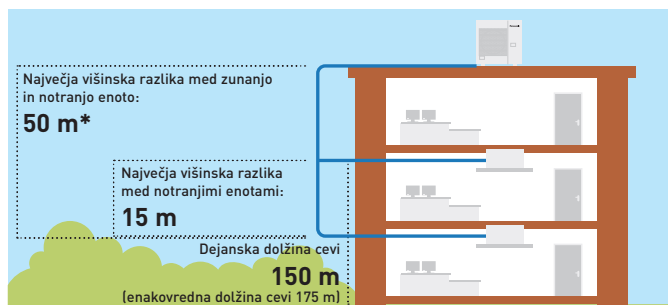 Največja višinska razlika med zunanjo
in notranjo enoto:
50 m*
Največja višinska razlika
med notranjimi enotami:
15 m
Dejanska dolžina cevi
150 m
(enakovredna dolžina cevi 175 m)